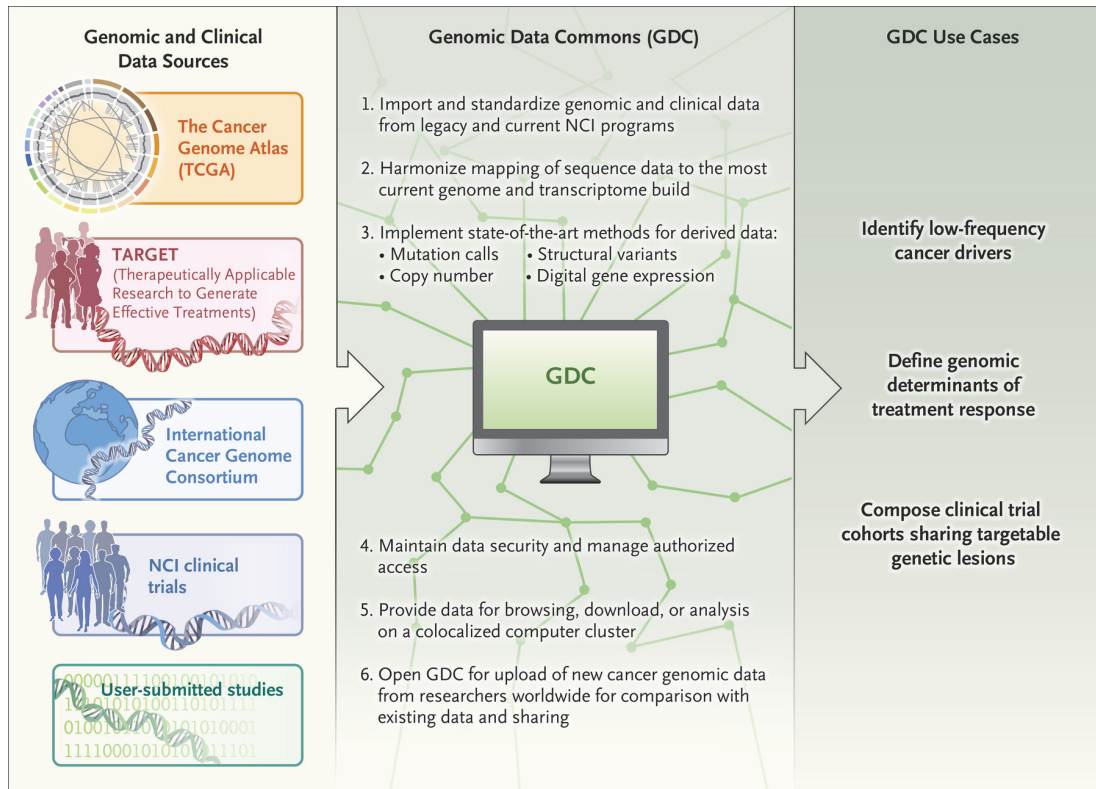 Genomic and Clinical
Data Sources
The Cancer
Genome Atlas
(TCGA)
TARGET
(Therapeutically Applicable
Research to Generate
Effective Treatments)
International
Cancer Genome
Consortium
NCI clinical
trials
User-submitted studies
Genomic Data Commons (GDC)
1. Import and standardize genomic and clinical data
from legacy and current NCI programs
2. Harmonize mapping of sequence data to the most
current genome and transcriptome build
3. Implement state-of-the-art methods for derived data:
• Mutation calls • Structural variants
• Copy number • Digital gene expression
GDC
4. Maintain data security and manage authorized
access
5. Provide data for browsing, download, or analysis
on a colocalized computer cluster
6. Open GDC for upload of new cancer genomic data
from researchers worldwide for comparison with
existing data and sharing
GDC Use Cases
Identify low-frequency
cancer drivers
Define genomic
determinants of
treatment response
Compose clinical trial
cohorts sharing targetable
genetic lesions